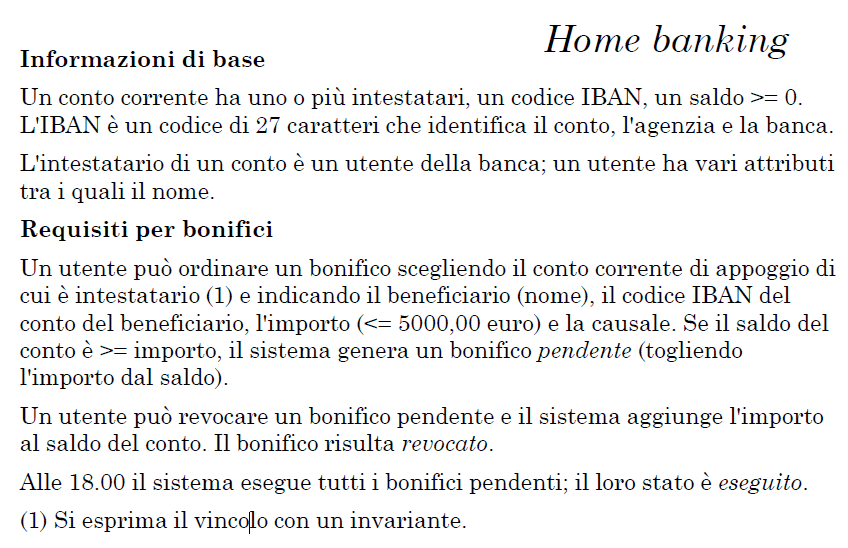 Home banking
Informazioni di base
Un conto corrente ha uno o più intestatari, un codice IBAN, un saldo >= 0.
L'IBAN è un codice di 27 caratteri che identifica il conto, l'agenzia e la banca.
L'intestatario di un conto è un utente della banca; un utente ha vari attributi
tra i quali il nome.
Requisiti per bonifici
Un utente può ordinare un bonifico scegliendo il conto corrente di appoggio di
cui è intestatario (1) e indicando il beneficiario (nome), il codice IBAN del
conto del beneficiario, l'importo (<= 5000,00 euro) e la causale. Se il saldo del
conto è >= importo, il sistema genera un bonifico pendente (togliendo
l'importo dal saldo).
Un utente può revocare un bonifico pendente e il sistema aggiunge l'importo
al saldo del conto. Il bonifico risulta revocato.
Alle 18.00 il sistema esegue tutti i bonifici pendenti; il loro stato è eseguito.
(1) Si esprima il vincolo con un invariante.